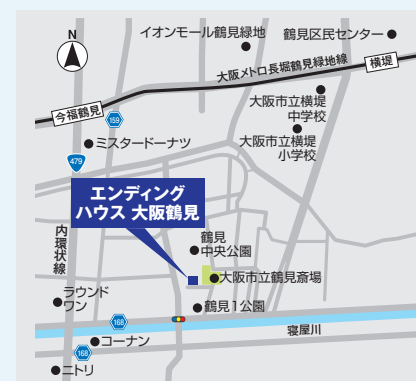 N
イオンモール鶴見緑地
鶴見区民センター
大阪メトロ長堀鶴見緑地線
横堤
今福鶴見
159
大阪市立横堤
中学校
大阪市立横堤
小学校
ミスタードーナツ
479
エンディング
ハウス 大阪鶴見
内環状線
鶴見
中央公園
大阪市立鶴見斎場
ラウンド
ワン
鶴見1公園
168
寝屋川
コーナン
168
ニトリ